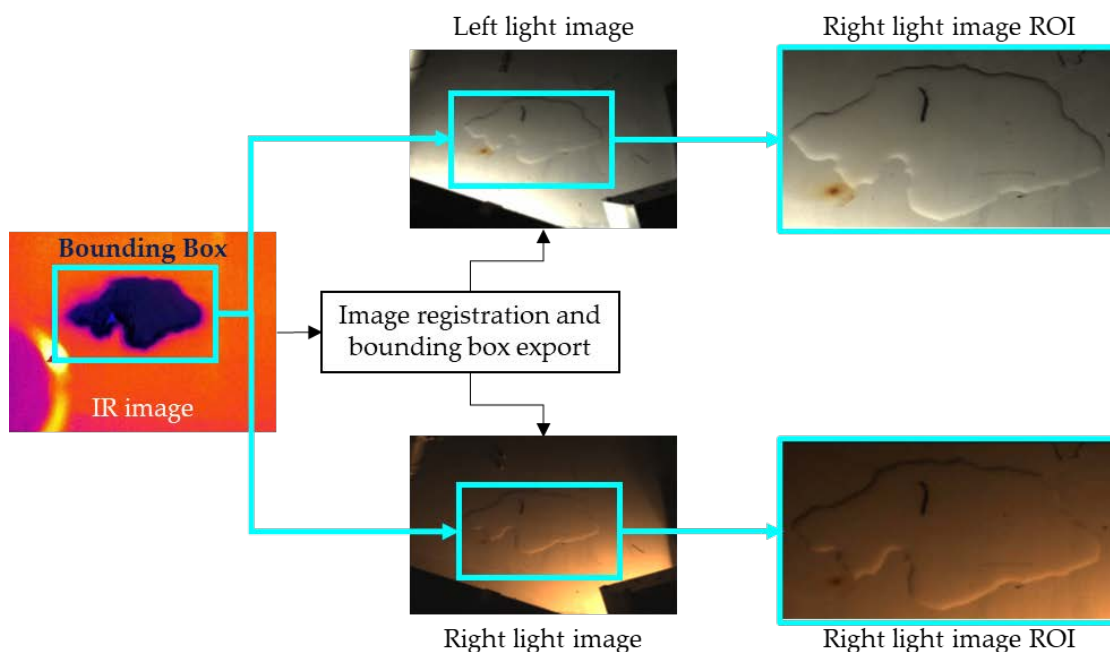 Left light image
Right light image ROI
Bounding Box
Image registration and
bounding box export
IR image
Right light image
Right light image ROI